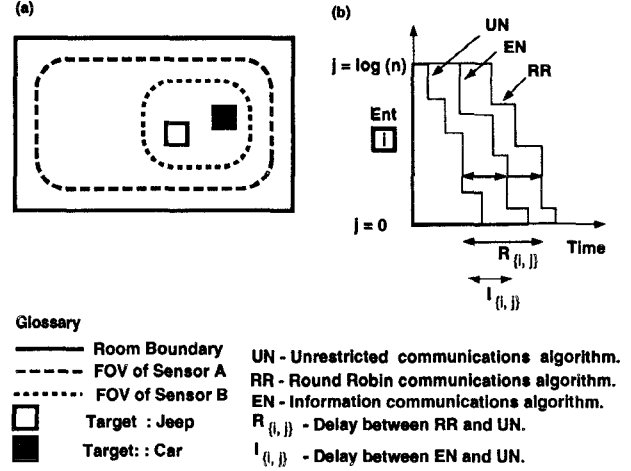 (a)
(b)
UN
EN
RR
j = log (n)
Ent
i
j = 0
Time
R {i, j}
I {i, j}
Glossary
Room Boundary
FOV of Sensor A
FOV of Sensor B
Target : Jeep
Target: : Car
UN - Unrestricted communications algorithm.
RR - Round Robin communications algorithm.
EN - Information communications algorithm.
R {i, j} - Delay between RR and UN.
I {i, j} - Delay between EN and UN.